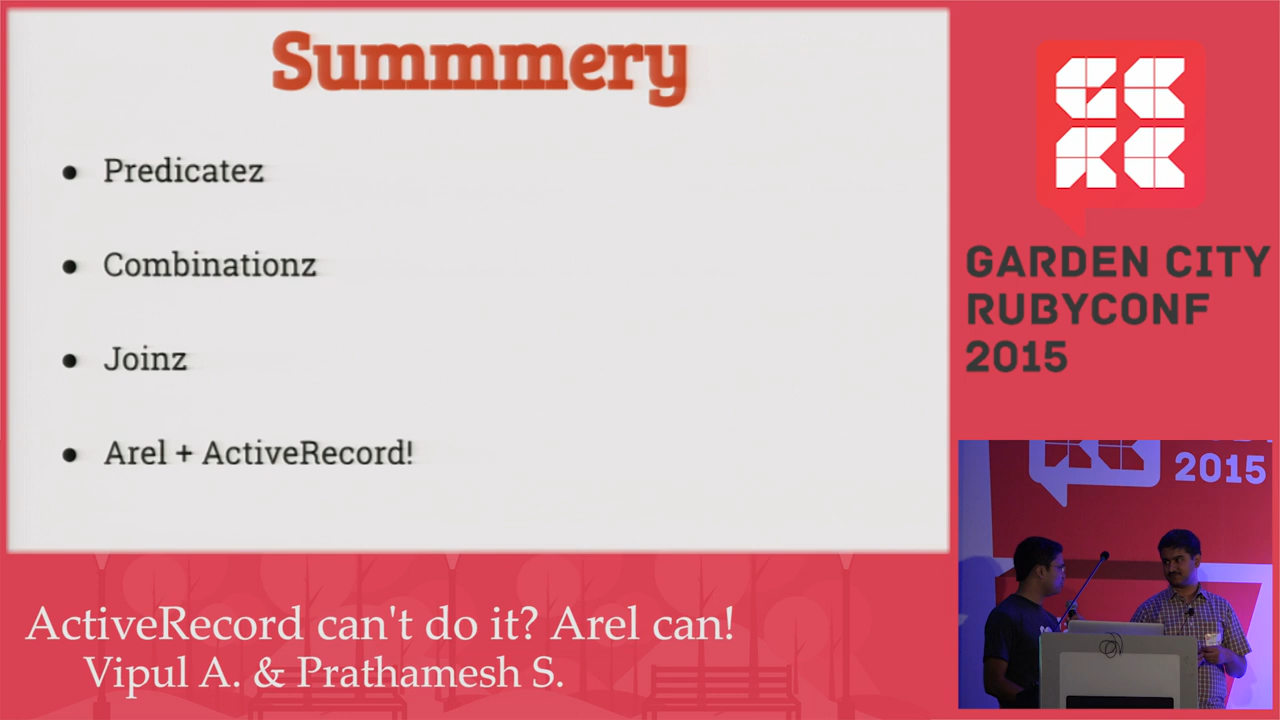 Summmery
Predicatez
Combinationz
Joinz
Arel + ActiveRecord!
GCRC
GARDEN CITY
RUBYCONF
2015
2015
ActiveRecord can't do it? Arel can!
Vipul A. & Prathamesh S.